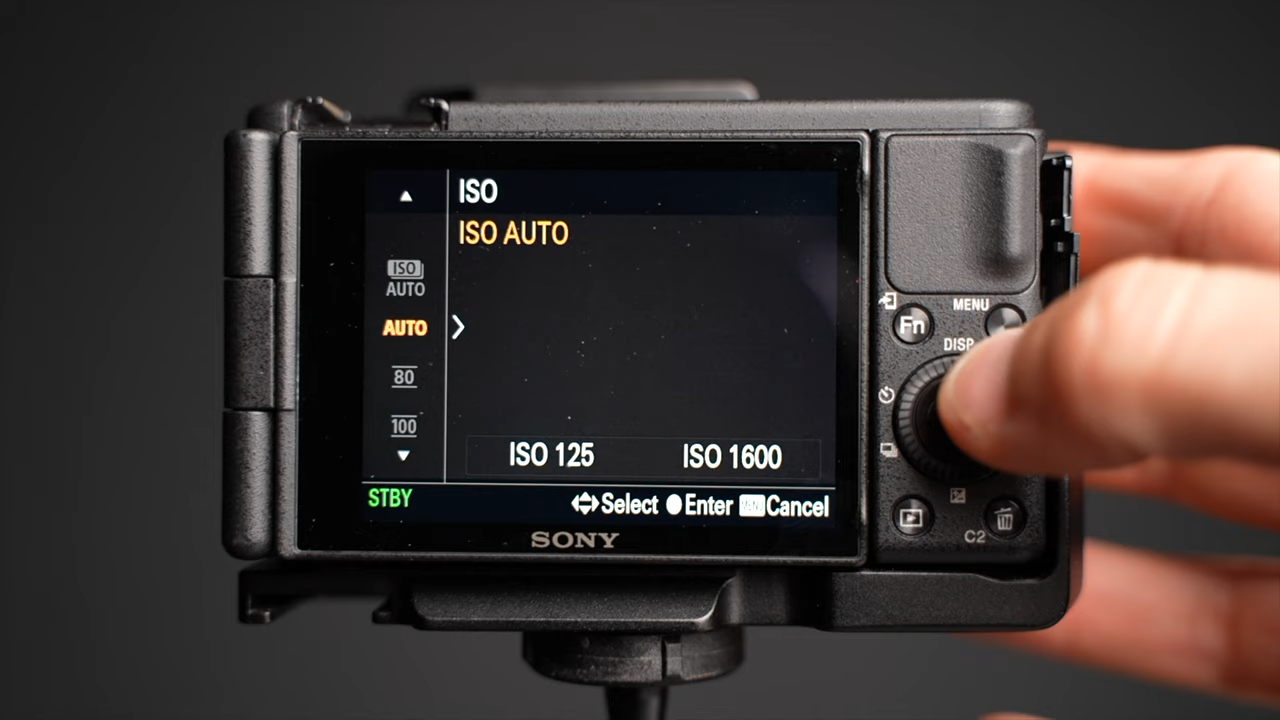 ISO
ISO AUTO
ISO
AUTO
AUTO
80
100
ISO 125 ISO 1600
STBY
Select Enter MENU Cancel
SONY
MENU
Fn
DISP
C2